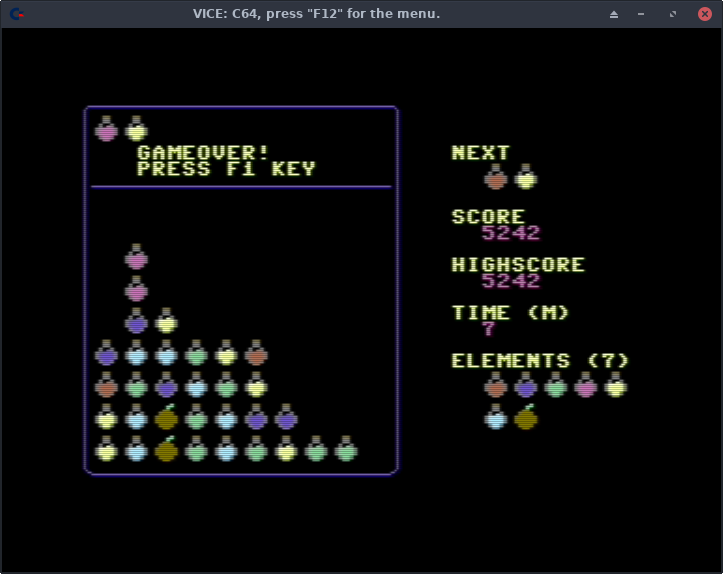 VICE: C64, press "F12" for the menu.
GAMEOVER!
PRESS F1 KEY
NEXT
SCORE
5242
HIGHSCORE
5242
TIME (M)
7
ELEMENTS (7)